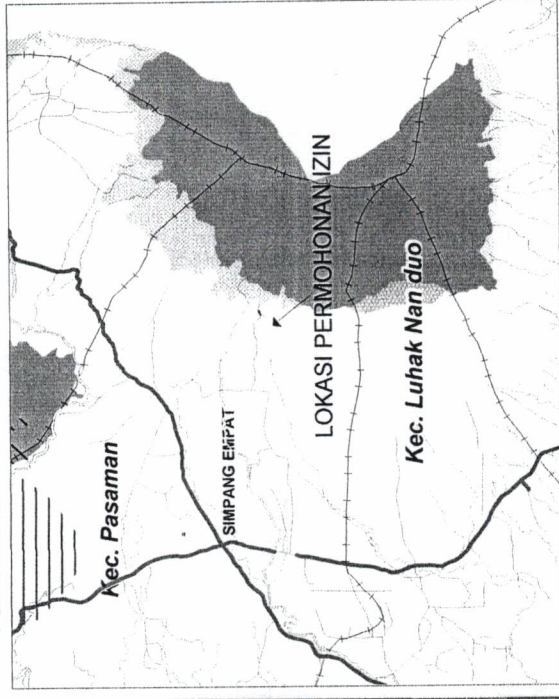 Kec. Pasaman
SIMPANG EMPAT
LOKASI PERMOHONAN IZIN
Kec. Luhak Nan duo